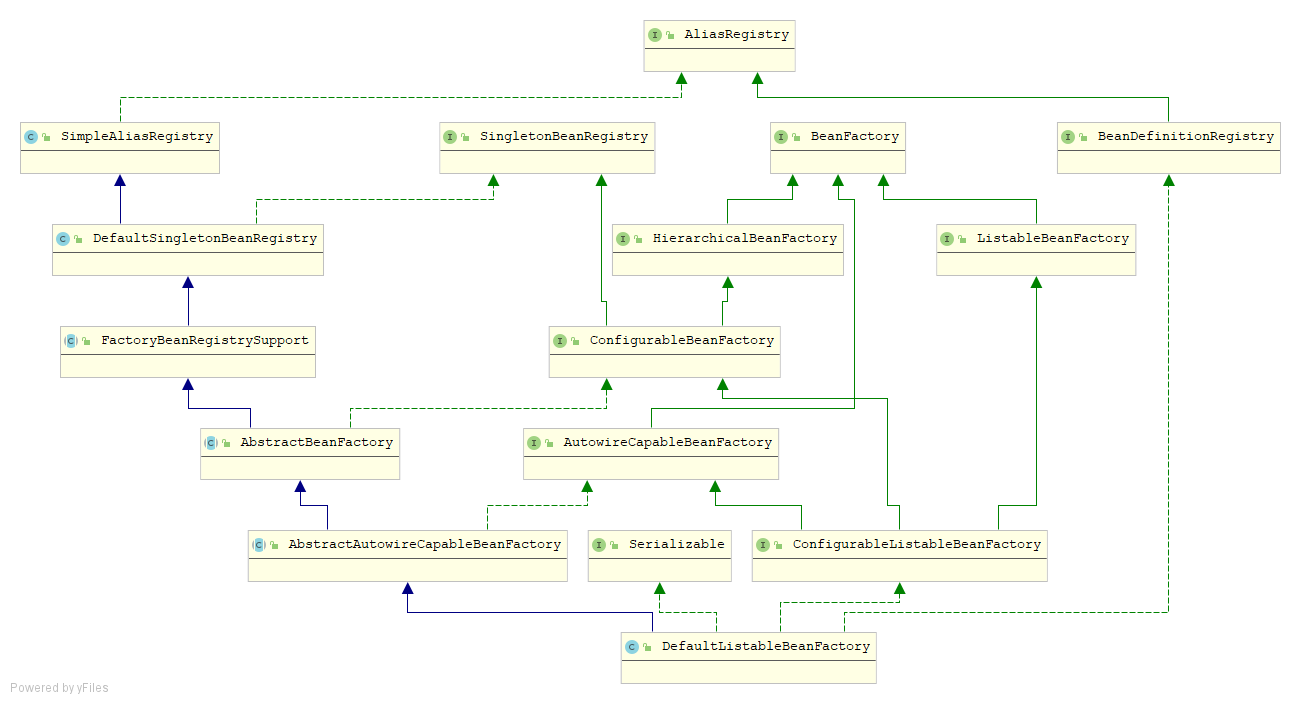 AliasRegistry
SimpleAliasRegistry
SingletonBeanRegistry
BeanFactory
BeanDefinitionRegistry
DefaultSingletonBeanRegistry
HierarchicalBeanFactory
ListableBeanFactory
FactoryBeanRegistrySupport
ConfigurableBeanFactory
AbstractBeanFactory
AutowireCapableBeanFactory
AbstractAutowireCapableBeanFactory
Serializable
ConfigurableListableBeanFactory
DefaultListableBeanFactory
Powered by yFiles